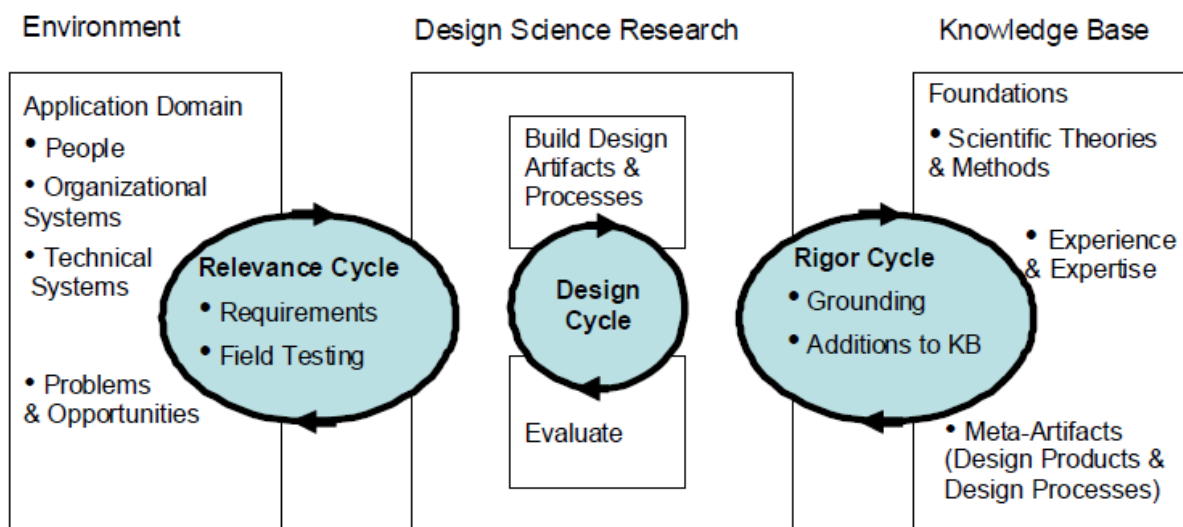 Environment
Design Science Research
Knowledge Base
Application Domain
• People
• Organizational
Systems
• Technical
Systems
• Problems
& Opportunities
Relevance Cycle
• Requirements
• Field Testing
Build Design
Artifacts &
Processes
Design
Cycle
Evaluate
Rigor Cycle
• Grounding
• Additions to KB
Foundations
• Scientific Theories
& Methods
• Experience
& Expertise
• Meta-Artifacts
(Design Products &
Design Processes)